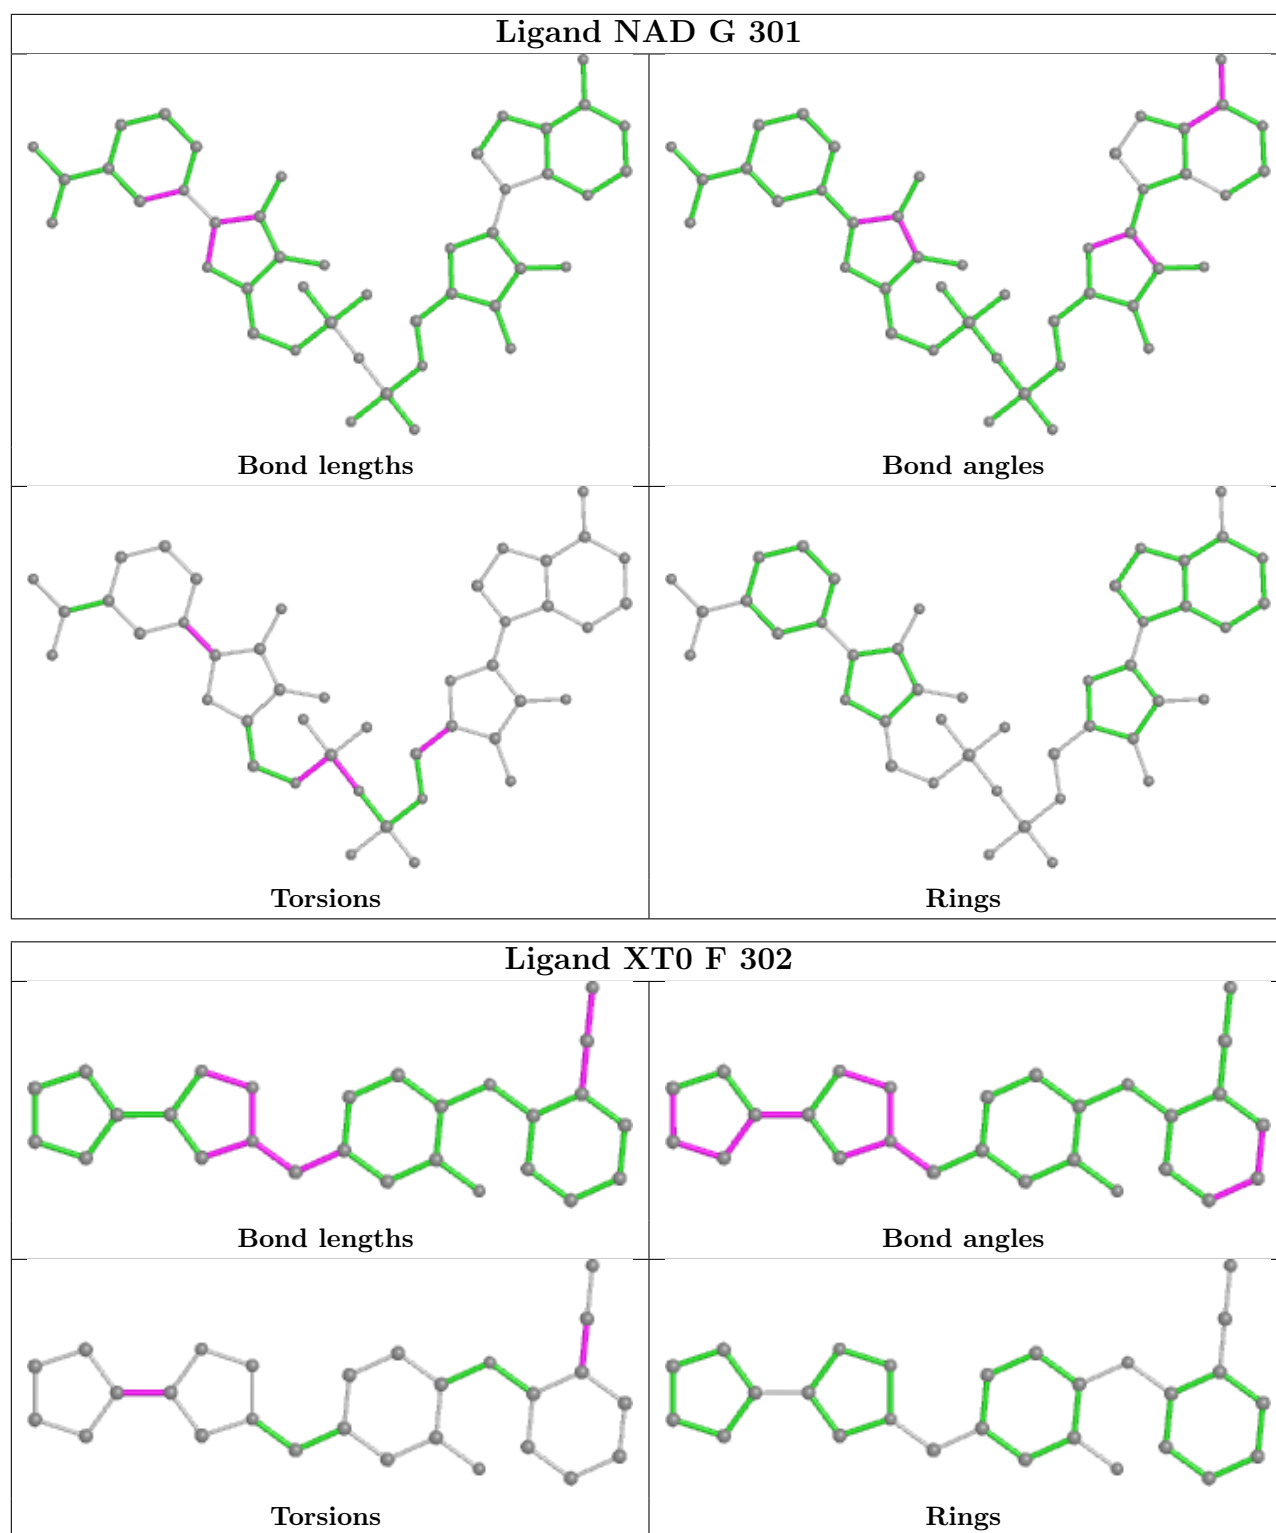 Ligand NAD G 301
Bond lengths
Bond angles
Torsions
Rings
Ligand XT0 F 302
Bond lengths
Bond angles
Torsions
Rings